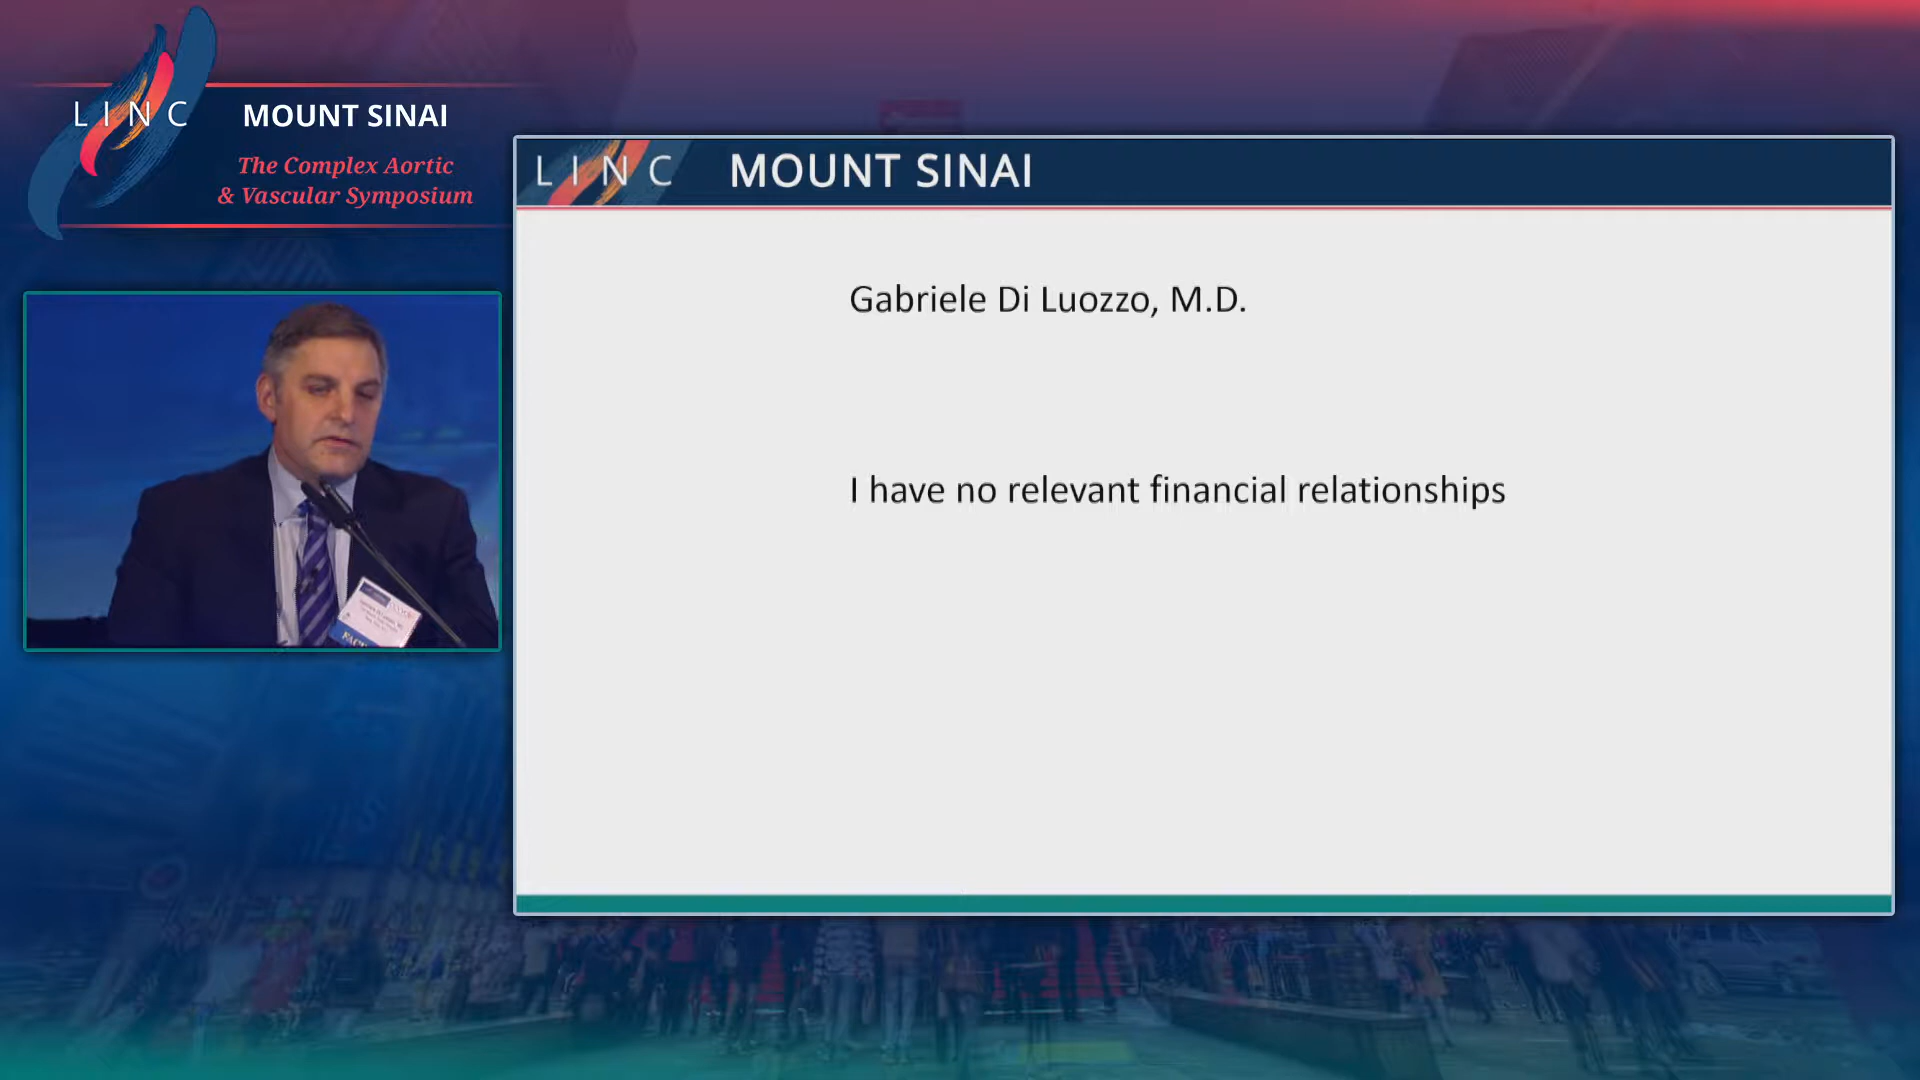 LINC MOUNT SINAI
The Complex Aortic
& Vascular Symposium
LINC MOUNT SINAI
Gabriele Di Luozzo, M.D.
I have no relevant financial relationships